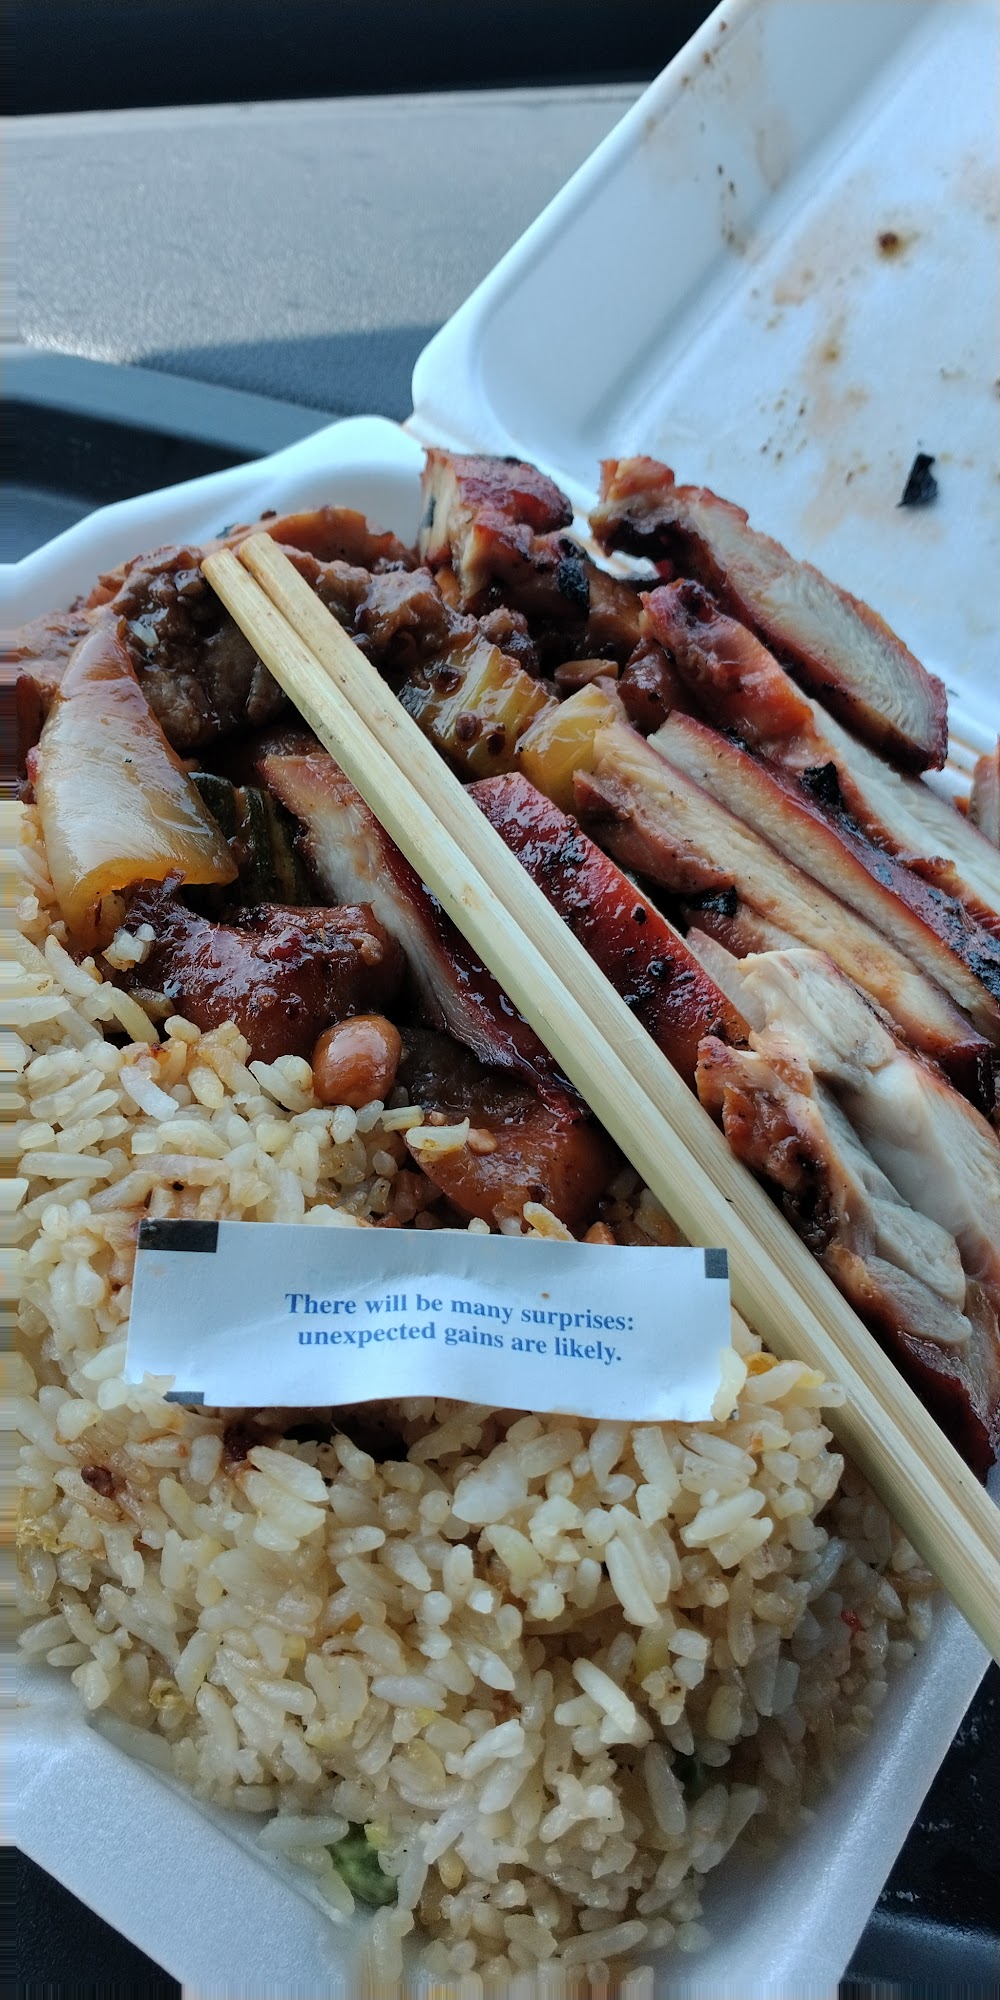 There will be many surprises:
unexpected gains are likely.